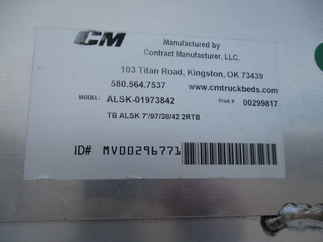 CM
Manufactured by
Contract Manufacturer, LLC.
103 Titan Road, Kingston, OK 73439
580.564.7537 www.cmtruckbeds.com
MODEL: ALSK-01973842 Part # 00299817
TB ALSK 7'/97/38/42 2RTB
ID# MV00296771